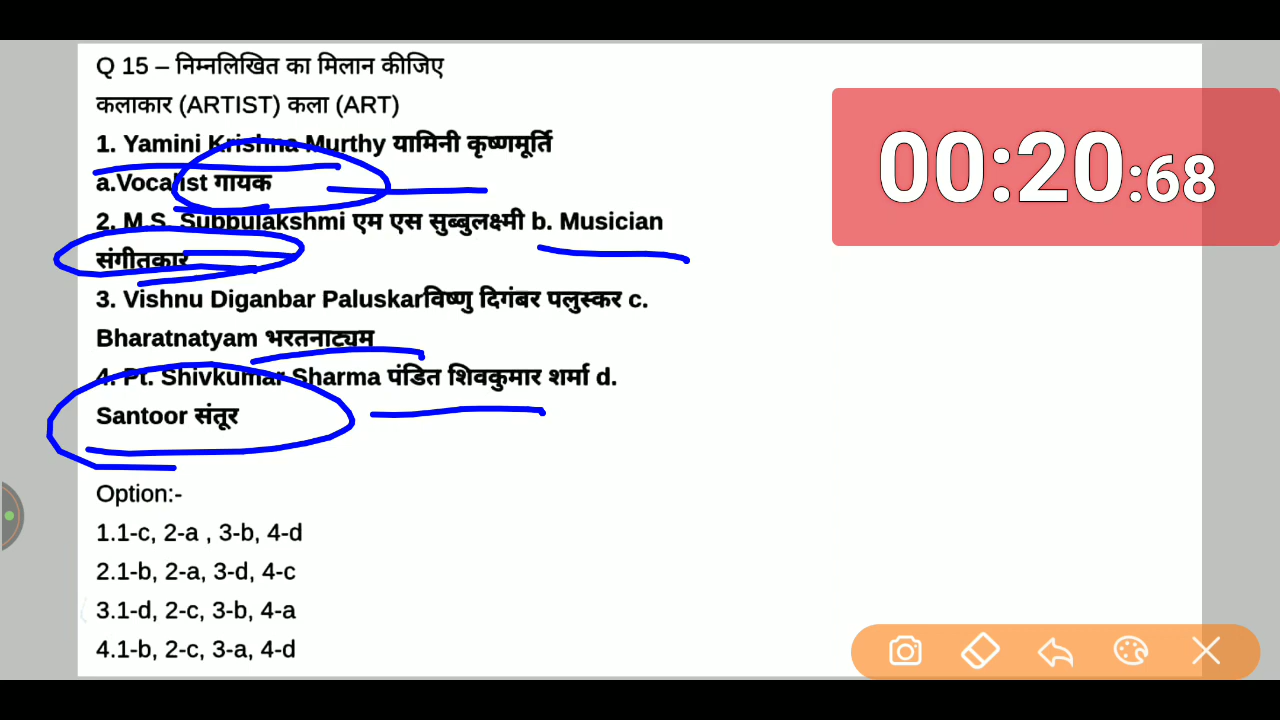 Q 15 – निम्नलिखित का मिलान कीजिए
कलाकार (ARTIST) कला (ART)
1. Yamini Krishna Murthy यामिनी कृष्णमूर्ति
a.Vocalist गायक
2. M.S. Subbulakshmi एम एस सुब्बुलक्ष्मी b. Musician
संगीतकार
3. Vishnu Diganbar Paluskarविष्णु दिगंबर पलुस्कर c.
Bharatnatyam भरतनाट्यम
4. Pt. Shivkumar Sharma पंडित शिवकुमार शर्मा d.
Santoor संतूर
Option:-
1.1-c, 2-a , 3-b, 4-d
2.1-b, 2-a, 3-d, 4-c
3.1-d, 2-c, 3-b, 4-a
4.1-b, 2-c, 3-a, 4-d
00:20:68